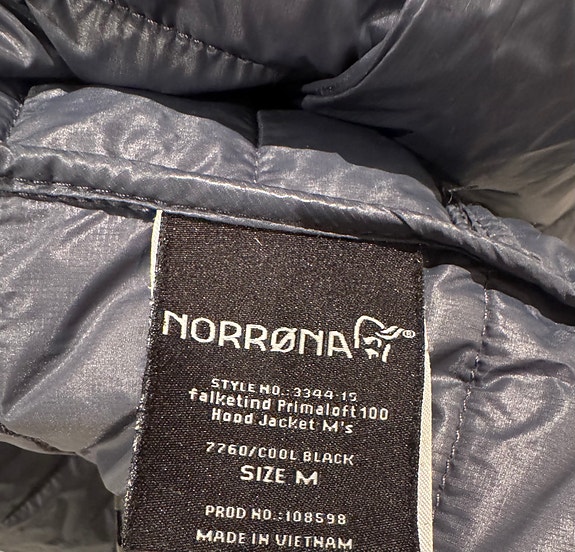 NORRØNA®
STYLE NO.:3344-15
falketind Primaloft100
Hood Jacket M's
7760/COOL BLACK
SIZE M
PROD NO.:108598
MADE IN VIETNAM